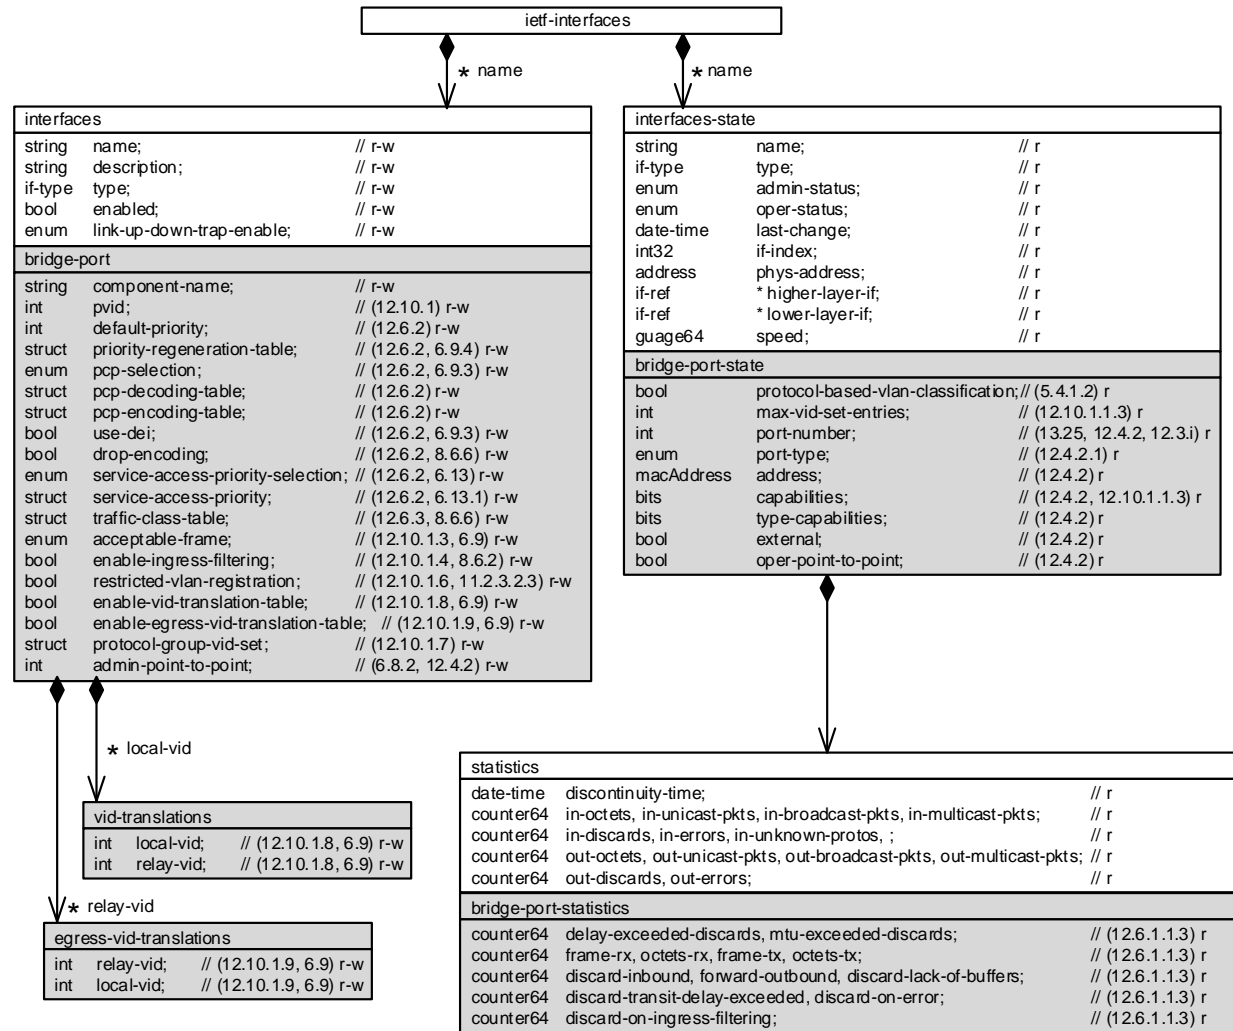 ietf-interfaces
* name
* name
interfaces
string name; // r-w
string description; // r-w
if-type type; // r-w
bool enabled; // r-w
enum link-up-down-trap-enable; // r-w
bridge-port
string component-name; // r-w
int pvid; // (12.10.1) r-w
int default-priority; // (12.6.2) r-w
struct priority-regeneration-table; // (12.6.2, 6.9.4) r-w
enum pcp-selection; // (12.6.2, 6.9.3) r-w
struct pcp-decoding-table; // (12.6.2) r-w
struct pcp-encoding-table; // (12.6.2) r-w
bool use-dei; // (12.6.2, 6.9.3) r-w
bool drop-encoding; // (12.6.2, 8.6.6) r-w
enum service-access-priority-selection; // (12.6.2, 6.13) r-w
struct service-access-priority; // (12.6.2, 6.13.1) r-w
struct traffic-class-table; // (12.6.3, 8.6.6) r-w
enum acceptable-frame; // (12.10.1.3, 6.9) r-w
bool enable-ingress-filtering; // (12.10.1.4, 8.6.2) r-w
bool restricted-vlan-registration; // (12.10.1.6, 11.2.3.2.3) r-w
bool enable-vid-translation-table; // (12.10.1.8, 6.9) r-w
bool enable-egress-vid-translation-table; // (12.10.1.9, 6.9) r-w
struct protocol-group-vid-set; // (12.10.1.7) r-w
int admin-point-to-point; // (6.8.2, 12.4.2) r-w
interfaces-state
string name; // r
if-type type; // r
enum admin-status; // r
enum oper-status; // r
date-time last-change; // r
int32 if-index; // r
address phys-address; // r
if-ref * higher-layer-if; // r
if-ref * lower-layer-if; // r
guage64 speed; // r
bridge-port-state
bool protocol-based-vlan-classification; // (5.4.1.2) r
int max-vid-set-entries; // (12.10.1.1.3) r
int port-number; // (13.25, 12.4.2, 12.3.i) r
enum port-type; // (12.4.2.1) r
macAddress address; // (12.4.2) r
bits capabilities; // (12.4.2, 12.10.1.1.3) r
bits type-capabilities; // (12.4.2) r
bool external; // (12.4.2) r
bool oper-point-to-point; // (12.4.2) r
* local-vid
vid-translations
int local-vid; // (12.10.1.8, 6.9) r-w
int relay-vid; // (12.10.1.8, 6.9) r-w
* relay-vid
egress-vid-translations
int relay-vid; // (12.10.1.9, 6.9) r-w
int local-vid; // (12.10.1.9, 6.9) r-w
statistics
date-time discontinuity-time; // r
counter64 in-octets, in-unicast-pkts, in-broadcast-pkts, in-multicast-pkts; // r
counter64 in-discards, in-errors, in-unknown-protos, ; // r
counter64 out-octets, out-unicast-pkts, out-broadcast-pkts, out-multicast-pkts; // r
counter64 out-discards, out-errors; // r
bridge-port-statistics
counter64 delay-exceeded-discards, mtu-exceeded-discards; // (12.6.1.1.3) r
counter64 frame-rx, octets-rx, frame-tx, octets-tx; // (12.6.1.1.3) r
counter64 discard-inbound, forward-outbound, discard-lack-of-buffers; // (12.6.1.1.3) r
counter64 discard-transit-delay-exceeded, discard-on-error; // (12.6.1.1.3) r
counter64 discard-on-ingress-filtering; // (12.6.1.1.3) r